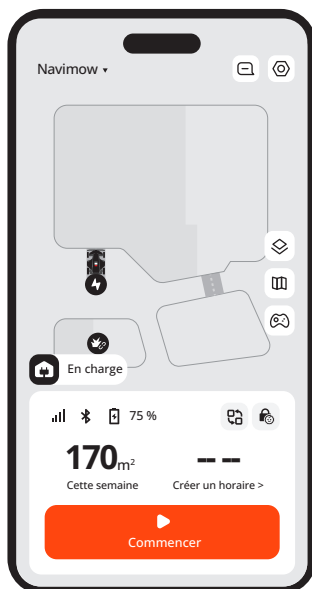 Navimow
En charge
75 %
170m²
-- --
Cette semaine
Créer un horaire >
Commencer